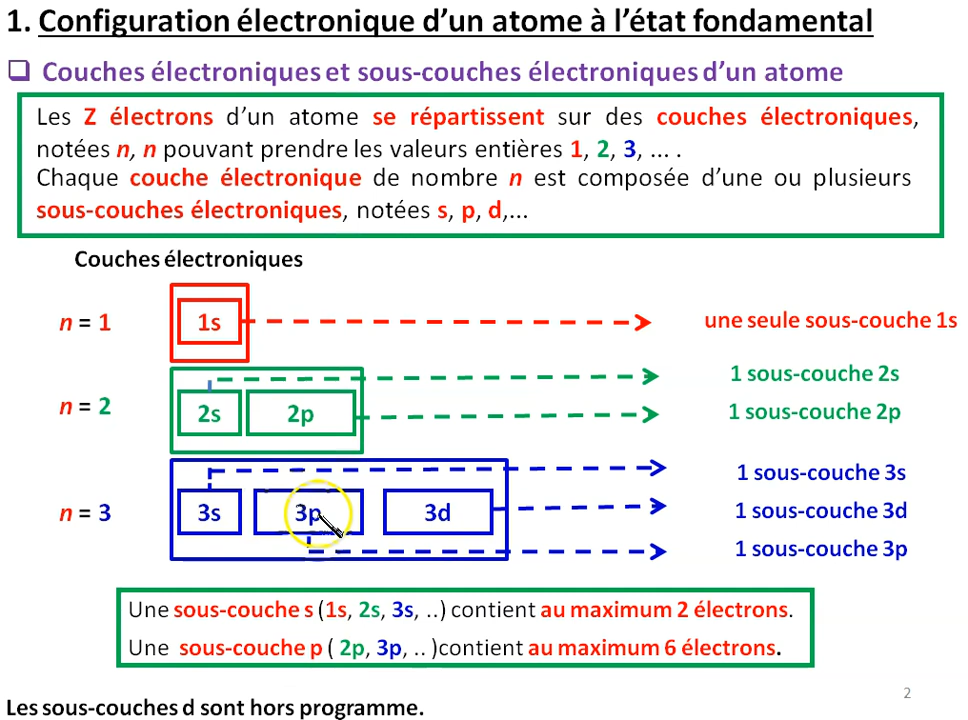 1. Configuration électronique d'un atome à l'état fondamental
❑ Couches électroniques et sous-couches électroniques d'un atome
Les Z électrons d'un atome se répartissent sur des couches électroniques,
notées n, n pouvant prendre les valeurs entières 1, 2, 3, ... .
Chaque couche électronique de nombre n est composée d'une ou plusieurs
sous-couches électroniques, notées s, p, d,...
Couches électroniques
n = 1
1s
une seule sous-couche 1s
n = 2
2s
2p
1 sous-couche 2s
1 sous-couche 2p
n = 3
3s
3p
3d
1 sous-couche 3s
1 sous-couche 3d
1 sous-couche 3p
Une sous-couche s (1s, 2s, 3s, ..) contient au maximum 2 électrons.
Une sous-couche p ( 2p, 3p, .. )contient au maximum 6 électrons.
2
Les sous-couches d sont hors programme.